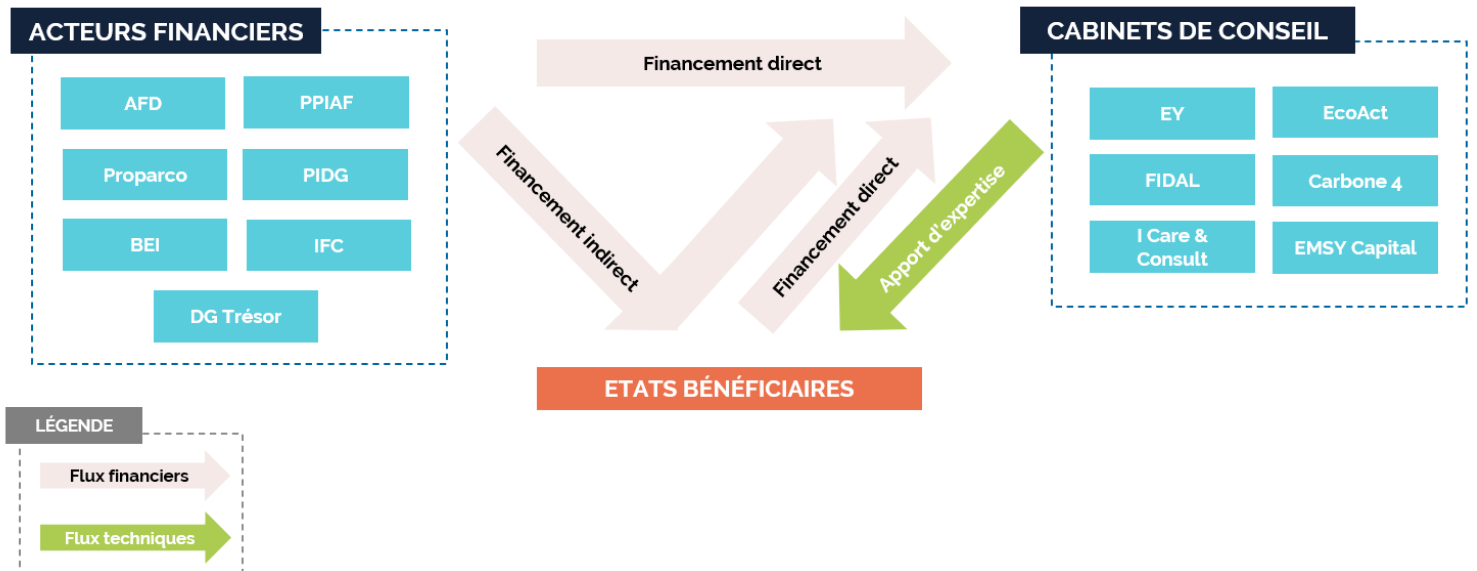 ACTEURS FINANCIERS
AFD
PPIAF
Proparco
PIDG
BEI
IFC
DG Trésor
Financement direct
Financement indirect
Financement direct
Apport d'expertise
CABINETS DE CONSEIL
EY
EcoAct
FIDAL
Carbone 4
I Care &
Consult
EMSY Capital
ETATS BÉNÉFICIAIRES
LÉGENDE
Flux financiers
Flux techniques